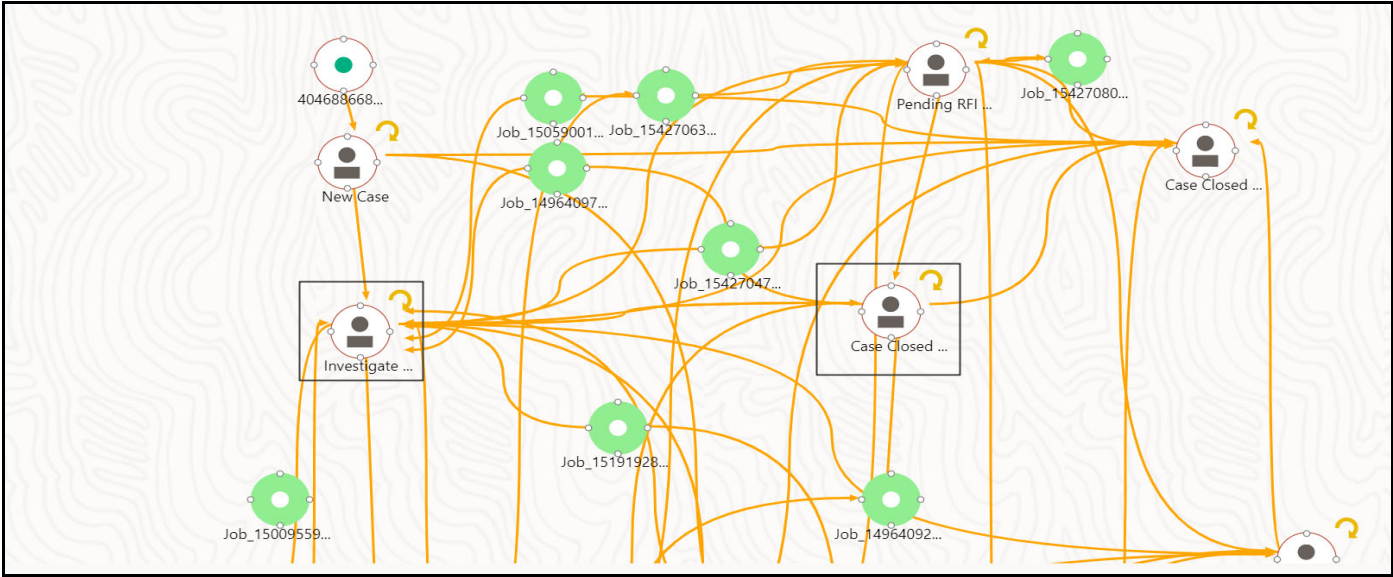 404688668...
Job_15059001...
Job_15427063...
Pending RFI ...
Job_15427080...
New Case
Job_14964097...
Case Closed ...
Job_15427047...
Investigate ...
Case Closed ...
Job_15191928...
Job_15009559...
Job_14964092...